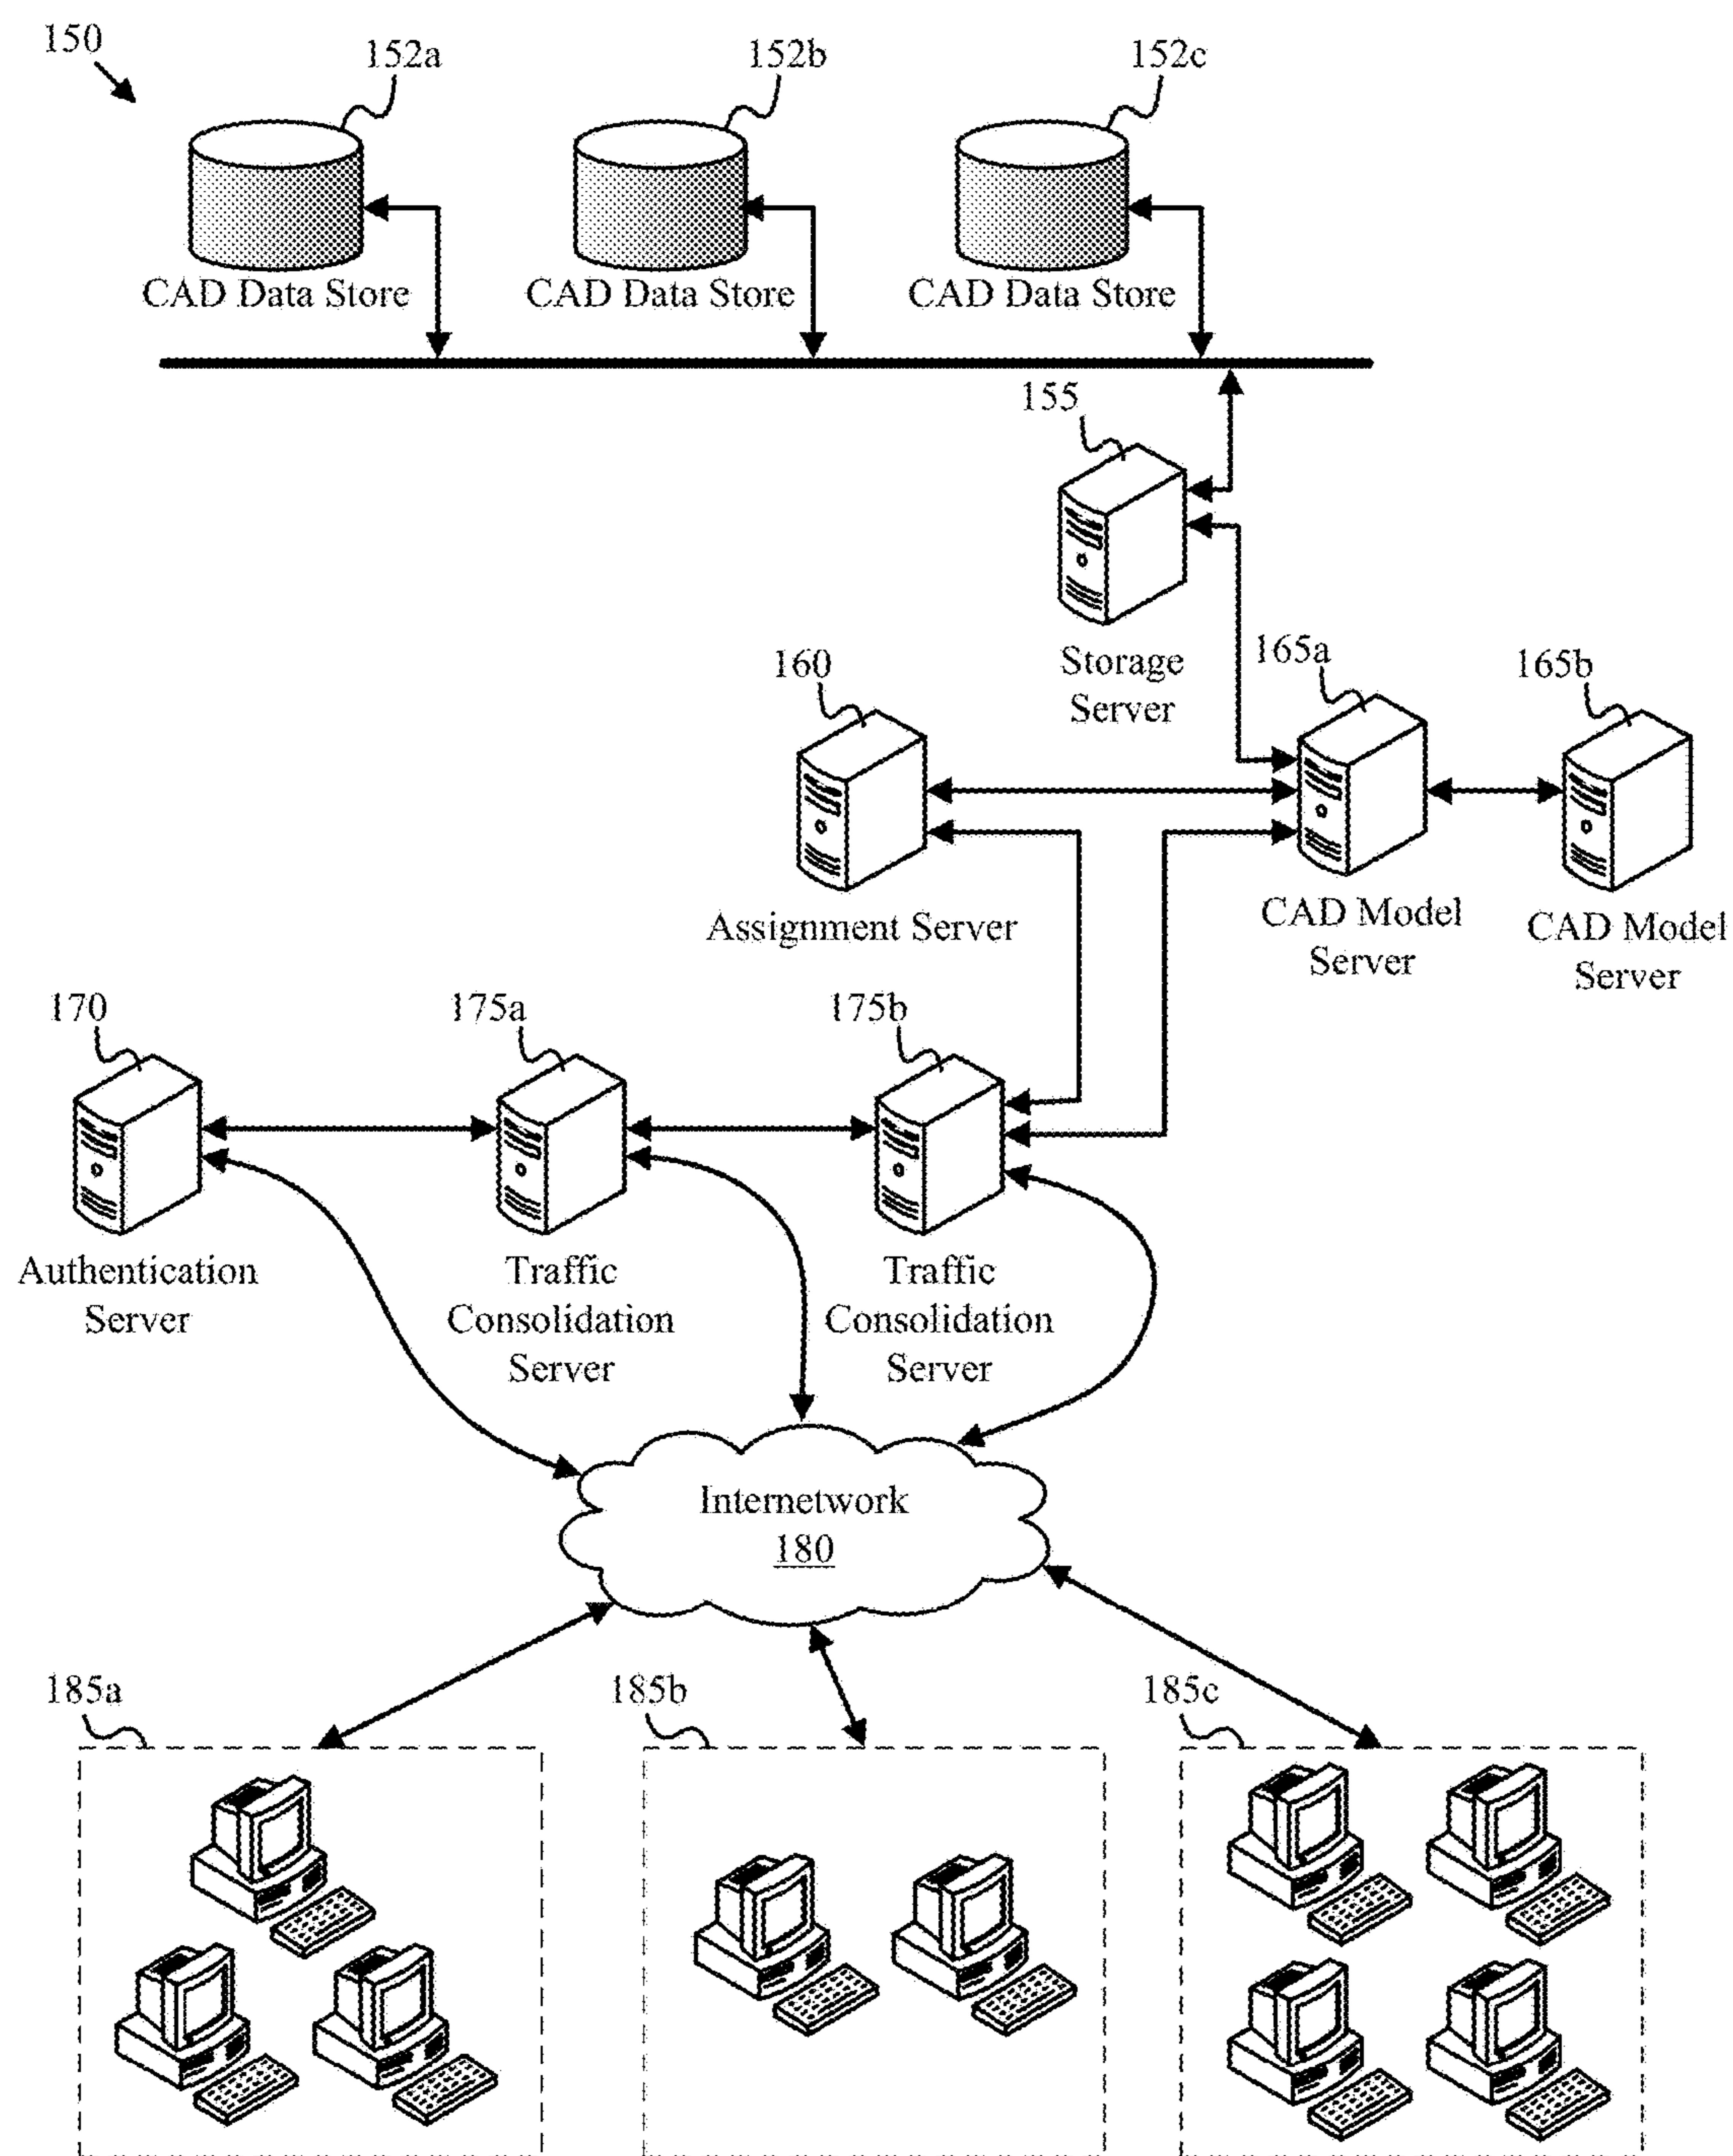 150
152a
152b
152c
CAD Data Store
CAD Data Store
CAD Data Store
155
Storage
Server
160
165a
165b
Assignment Server
CAD Model
Server
CAD Model
Server
170
175a
175b
Authentication
Server
Traffic
Consolidation
Server
Traffic
Consolidation
Server
Internetwork
180
185a
185b
185c